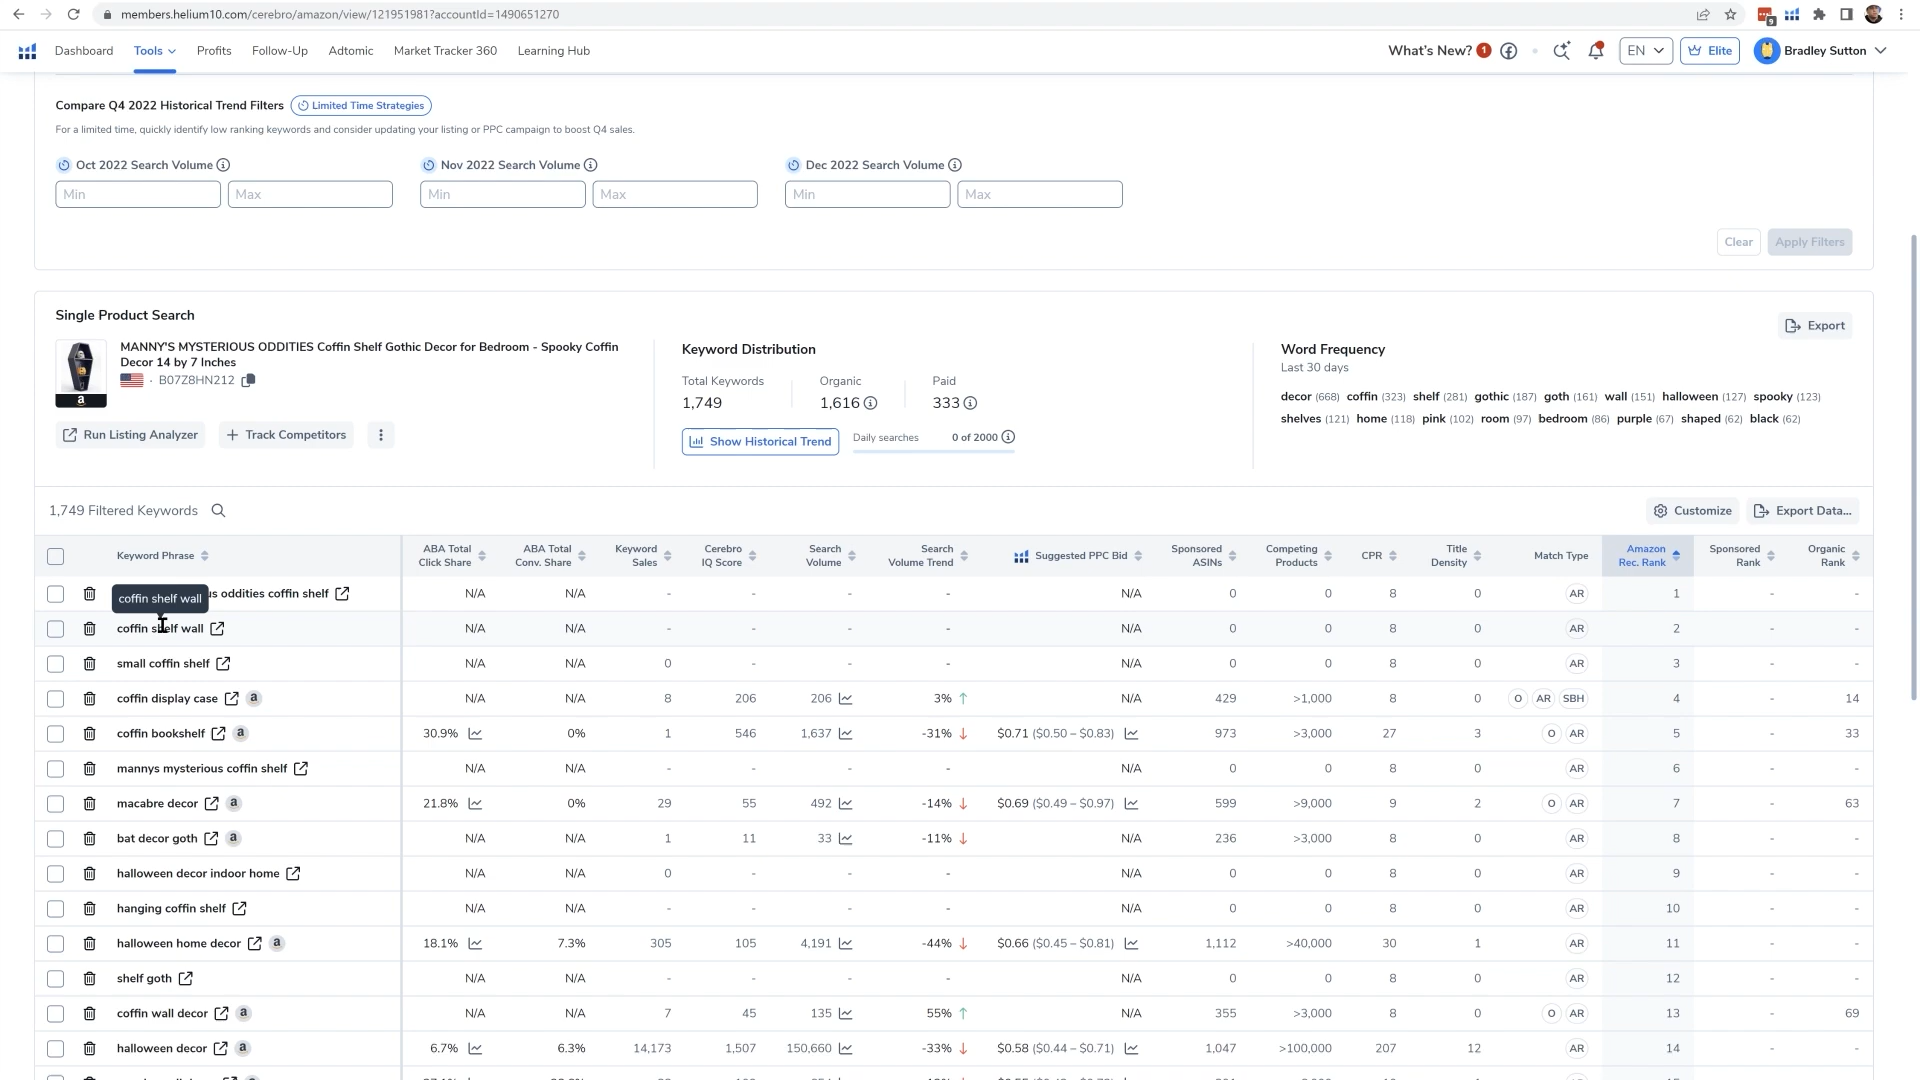 members.helium10.com/cerebro/amazon/view/121951981?accountId=1490651270
9
Dashboard Tools Profits Follow-Up Adtomic Market Tracker 360 Learning Hub What's New? 1 EN Elite Bradley Sutton
Compare Q4 2022 Historical Trend Filters Limited Time Strategies
For a limited time, quickly identify low ranking keywords and consider updating your listing or PPC campaign to boost Q4 sales.
Oct 2022 Search Volume Nov 2022 Search Volume Dec 2022 Search Volume
Min Max Min Max Min Max
Clear Apply Filters
Single Product Search
Export
MANNY'S MYSTERIOUS ODDITIES Coffin Shelf Gothic Decor for Bedroom - Spooky Coffin
Decor 14 by 7 Inches
· B07Z8HN212
a
Run Listing Analyzer + Track Competitors
Keyword Distribution
Total Keywords Organic Paid
1,749 1,616 333
Show Historical Trend Daily searches 0 of 2000
Word Frequency
Last 30 days
decor (668) coffin (323) shelf (281) gothic (187) goth (161) wall (151) halloween (127) spooky (123)
shelves (121) home (118) pink (102) room (97) bedroom (86) purple (67) shaped (62) black (62)
1,749 Filtered Keywords
Customize Export Data...
Keyword Phrase ABA Total Click Share ABA Total Conv. Share Keyword Sales Cerebro IQ Score Search Volume Search Volume Trend Suggested PPC Bid Sponsored ASINs Competing Products CPR Title Density Match Type Amazon Rec. Rank Sponsored Rank Organic Rank
us oddities coffin shelf N/A N/A - - - - N/A 0 0 8 0 AR 1 - -
coffin shelf wall
coffin shelf wall N/A N/A - - - - N/A 0 0 8 0 AR 2 - -
small coffin shelf N/A N/A 0 - - - N/A 0 0 8 0 AR 3 - -
coffin display case a N/A N/A 8 206 206 3% ↑ N/A 429 >1,000 8 0 O AR SBH 4 - 14
coffin bookshelf a 30.9% 0% 1 546 1,637 -31% ↓ $0.71 ($0.50 – $0.83) 973 >3,000 27 3 O AR 5 - 33
mannys mysterious coffin shelf N/A N/A - - - - N/A 0 0 8 0 AR 6 - -
macabre decor a 21.8% 0% 29 55 492 -14% ↓ $0.69 ($0.49 – $0.97) 599 >9,000 9 2 O AR 7 - 63
bat decor goth a N/A N/A 1 11 33 -11% ↓ N/A 236 >3,000 8 0 AR 8 - -
halloween decor indoor home N/A N/A 0 - - - N/A 0 0 8 0 AR 9 - -
hanging coffin shelf N/A N/A - - - - N/A 0 0 8 0 AR 10 - -
halloween home decor a 18.1% 7.3% 305 105 4,191 -44% ↓ $0.66 ($0.45 – $0.81) 1,112 >40,000 30 1 AR 11 - -
shelf goth N/A N/A - - - - N/A 0 0 8 0 AR 12 - -
coffin wall decor a N/A N/A 7 45 135 55% ↑ N/A 355 >3,000 8 0 O AR 13 - 69
halloween decor a 6.7% 6.3% 14,173 1,507 150,660 -33% ↓ $0.58 ($0.44 – $0.71) 1,047 >100,000 207 12 AR 14 - -